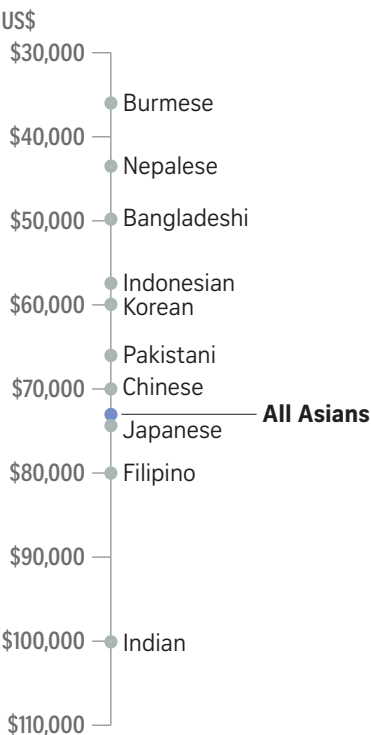 US$
$30,000
Burmese
$40,000
Nepalese
$50,000
Bangladeshi
Indonesian
$60,000
Korean
Pakistani
$70,000
Chinese
All Asians
Japanese
$80,000
Filipino
$90,000
$100,000
Indian
$110,000